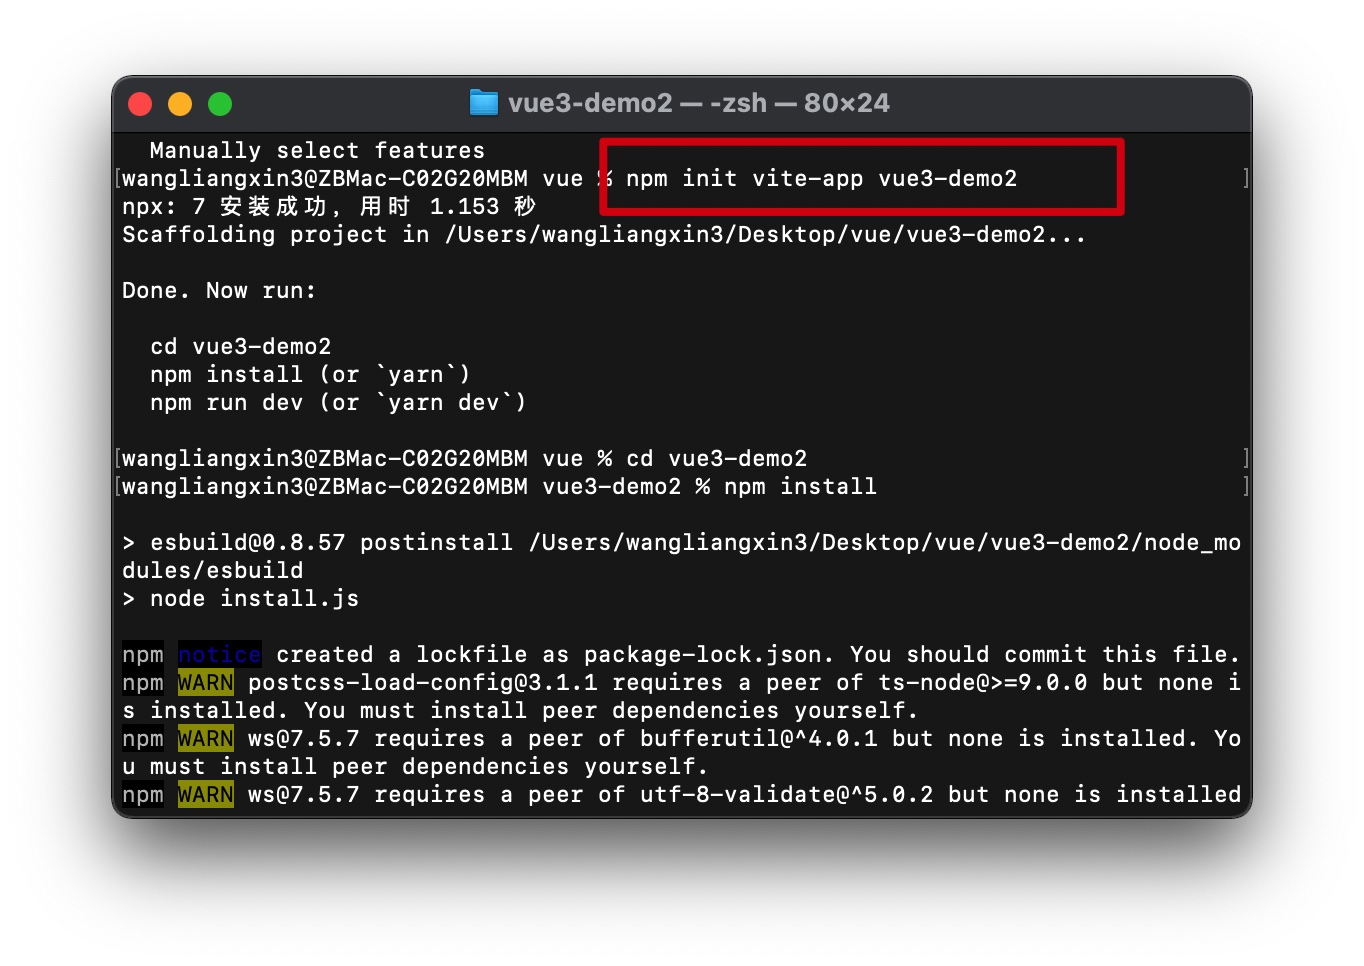 vue3-demo2 — -zsh — 80×24
Manually select features
[wangliangxin3@ZBMac-C02G20MBM vue % npm init vite-app vue3-demo2 ]
npx: 7 安装成功, 用时 1.153 秒
Scaffolding project in /Users/wangliangxin3/Desktop/vue/vue3-demo2...
Done. Now run:
cd vue3-demo2
npm install (or `yarn`)
npm run dev (or `yarn dev`)
[wangliangxin3@ZBMac-C02G20MBM vue % cd vue3-demo2 ]
[wangliangxin3@ZBMac-C02G20MBM vue3-demo2 % npm install ]
> esbuild@0.8.57 postinstall /Users/wangliangxin3/Desktop/vue/vue3-demo2/node_mo
dules/esbuild
> node install.js
npm notice created a lockfile as package-lock.json. You should commit this file.
npm WARN postcss-load-config@3.1.1 requires a peer of ts-node@>=9.0.0 but none i
s installed. You must install peer dependencies yourself.
npm WARN ws@7.5.7 requires a peer of bufferutil@^4.0.1 but none is installed. Yo
u must install peer dependencies yourself.
npm WARN ws@7.5.7 requires a peer of utf-8-validate@^5.0.2 but none is installed